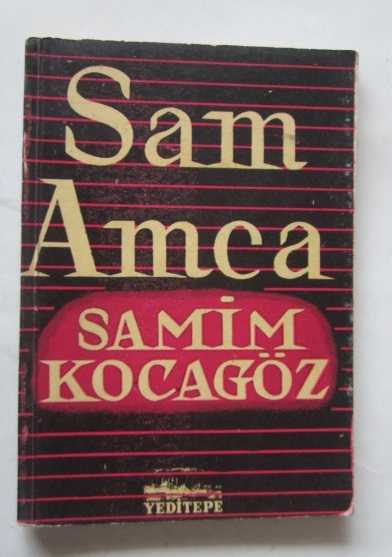 Sam
Amca
SAMİM
KOCAGÖZ
YEDİTEPE